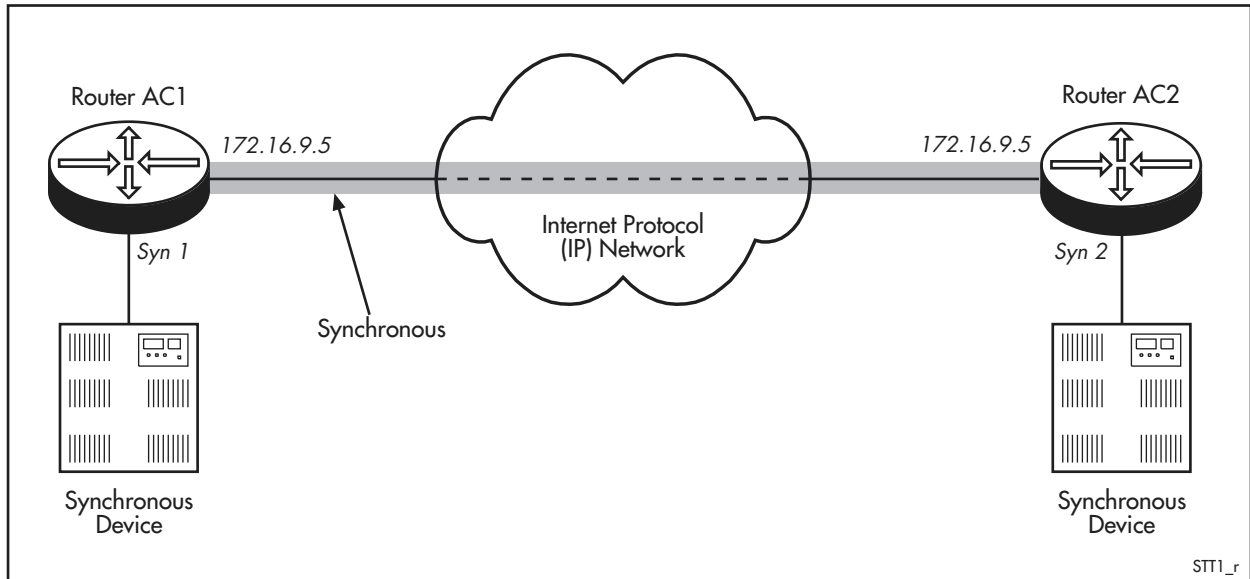 Router AC1
Router AC2
172.16.9.5
172.16.9.5
Internet Protocol
(IP) Network
Syn 1
Syn 2
Synchronous
Synchronous
Device
Synchronous
Device
STT1_r